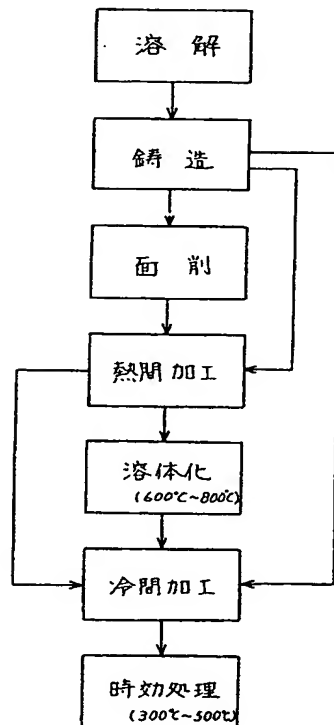 溶解
鋳造
面削
熱間加工
溶体化
(600℃~800℃)
冷間加工
時効処理
(300℃~500℃)